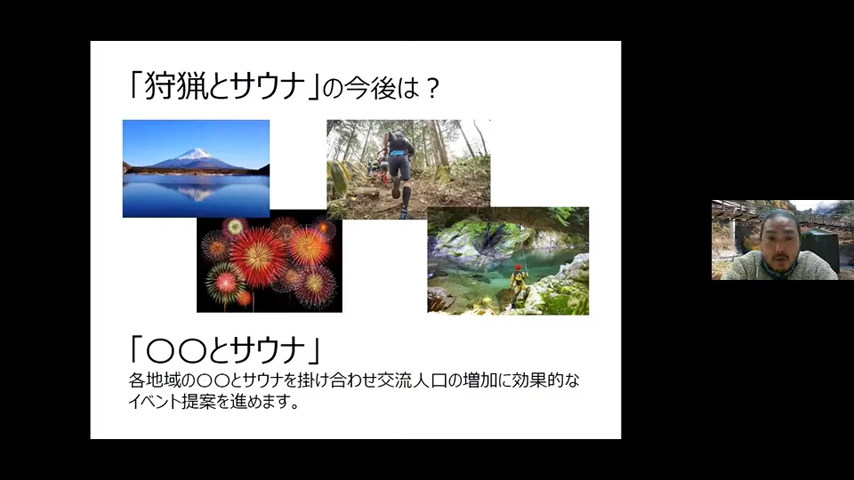 「狩猟とサウナ」の今後は？
「〇〇とサウナ」
各地域の〇〇とサウナを掛け合わせ交流人口の増加に効果的な
イベント提案を進めます。